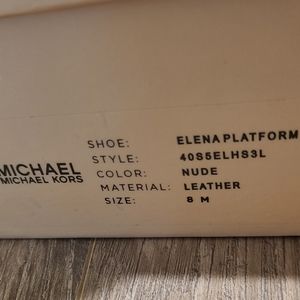 MICHAEL
MICHAEL KORS
SHOE: ELENA PLATFORM
STYLE: 40S5ELHS3L
COLOR: NUDE
MATERIAL: LEATHER
SIZE: 8 M